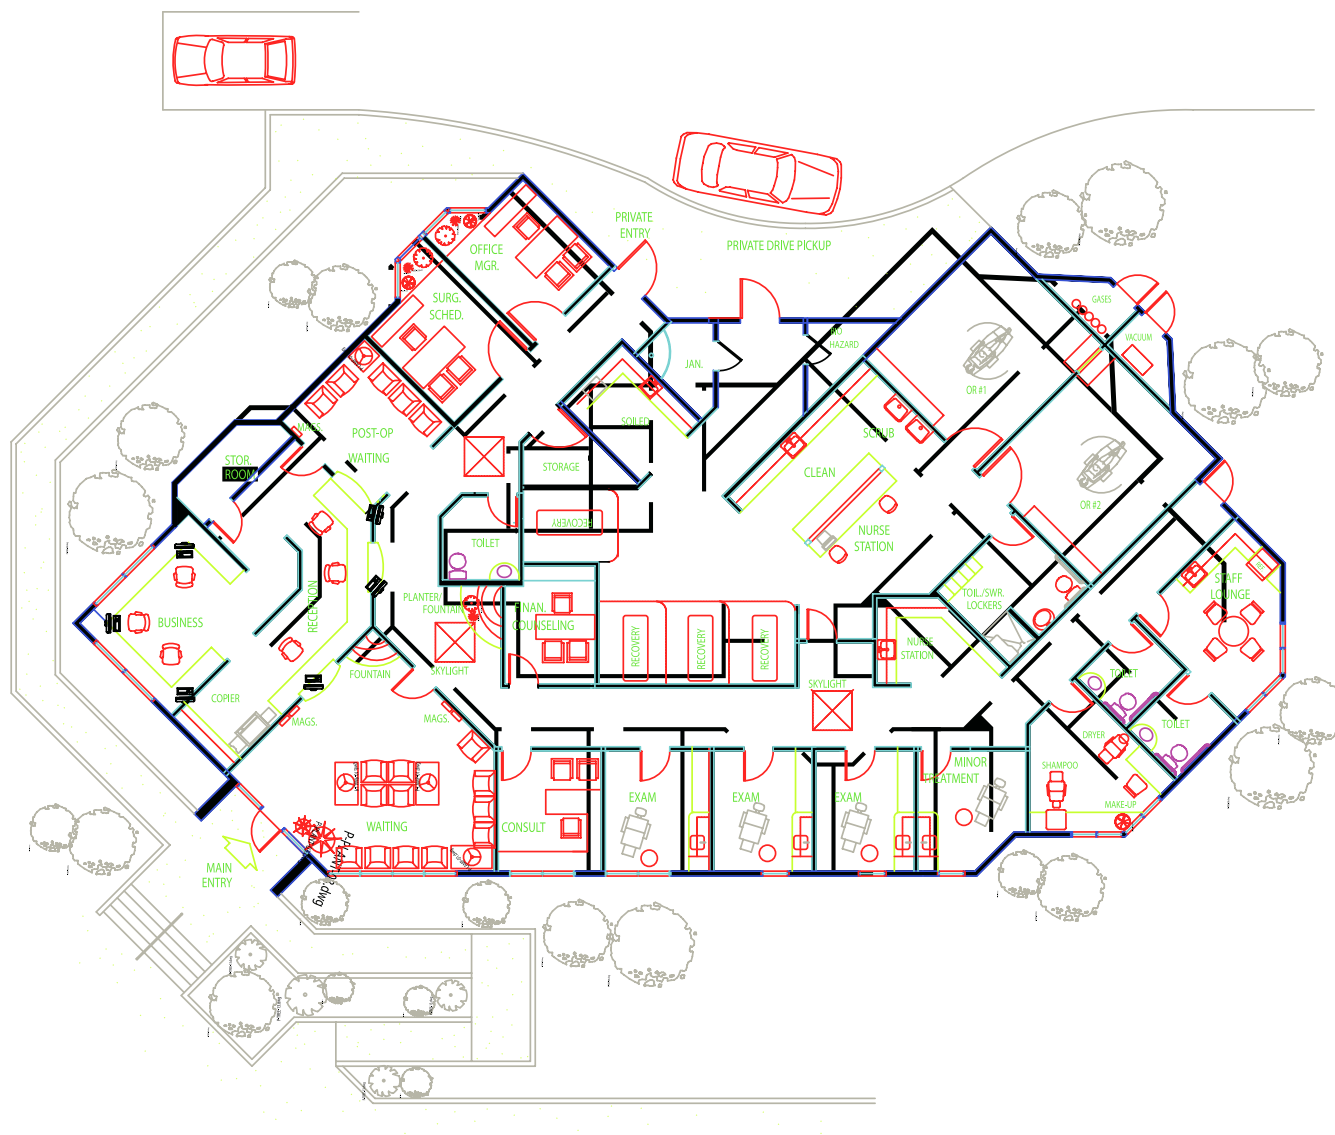 PRIVATE
ENTRY
PRIVATE DRIVE PICKUP
OFFICE
MGR.
SURG.
SCHED.
GASES
VACUUM
HAZARD
JAN.
OR #1
MAGS.
POST-OP
WAITING
SOILED
SCRUB
STOR.
ROOM
STORAGE
CLEAN
OR #2
RECOVERY
NURSE
STATION
TOILET
STAFF
LOUNGE
RECEPTION
PLANTER/
FOUNTAIN
TOIL./SWR.
LOCKERS
BUSINESS
FINAN.
COUNSELING
RECOVERY
RECOVERY
RECOVERY
NURSE
STATION
FOUNTAIN
SKYLIGHT
TOILET
COPIER
SKYLIGHT
MAGS.
MAGS.
TOILET
DRYER
SHAMPOO
MINOR
TREATMENT
MAKE-UP
EXAM
EXAM
EXAM
WAITING
CONSULT
MAIN
ENTRY